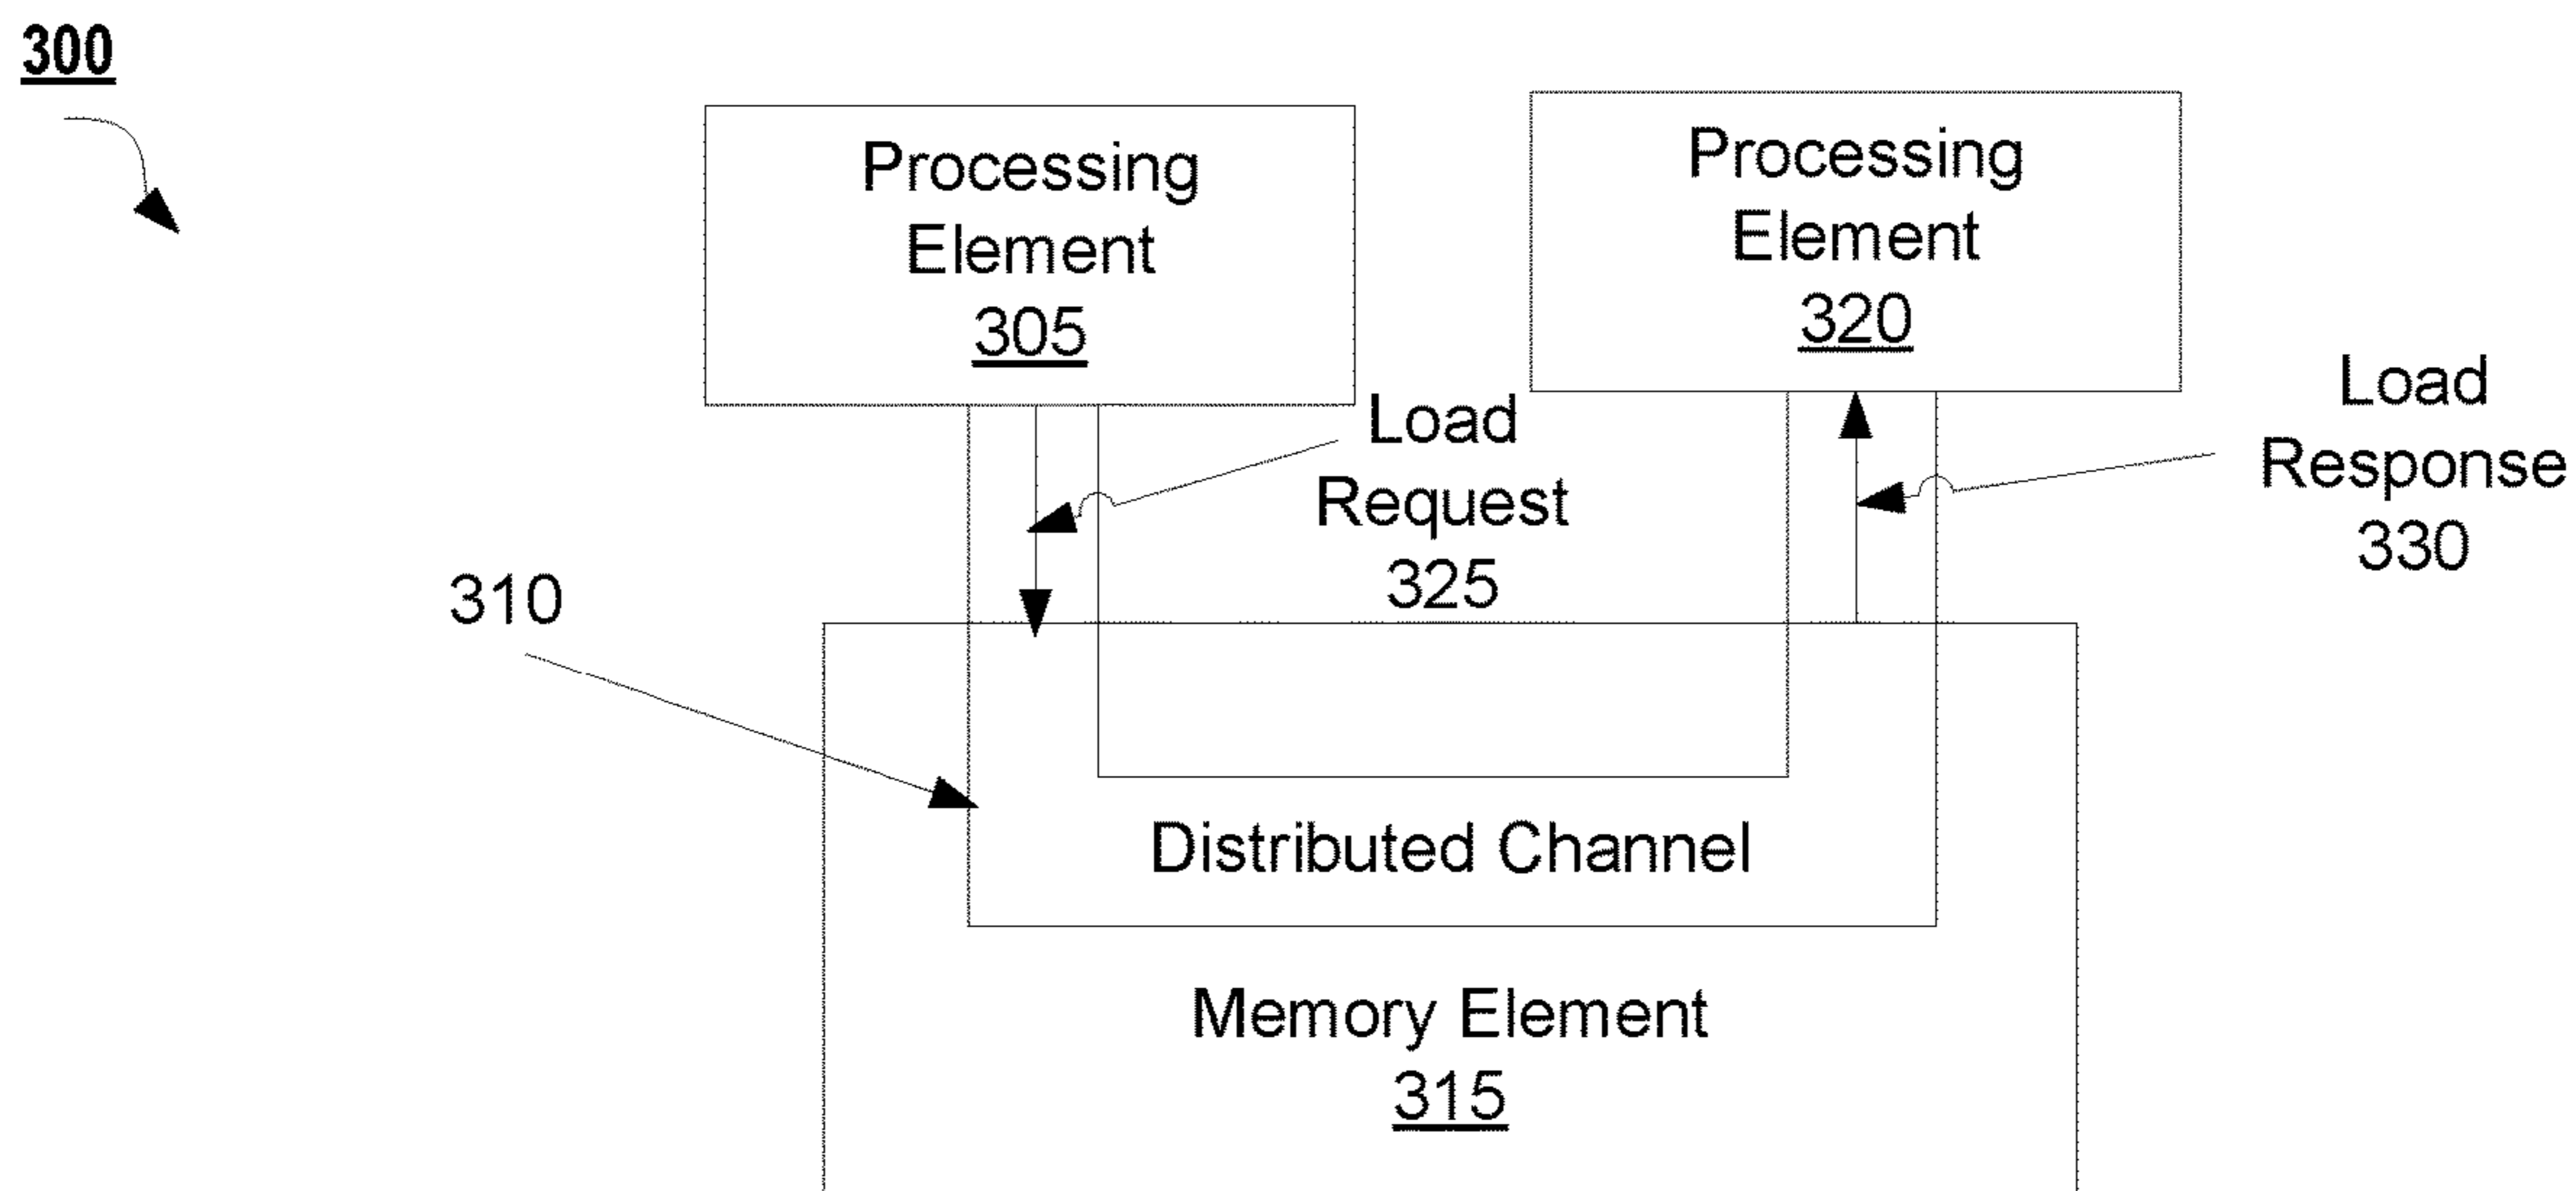 300
Processing
Element
305
Processing
Element
320
Load
Request
325
Load
Response
330
310
Distributed Channel
Memory Element
315